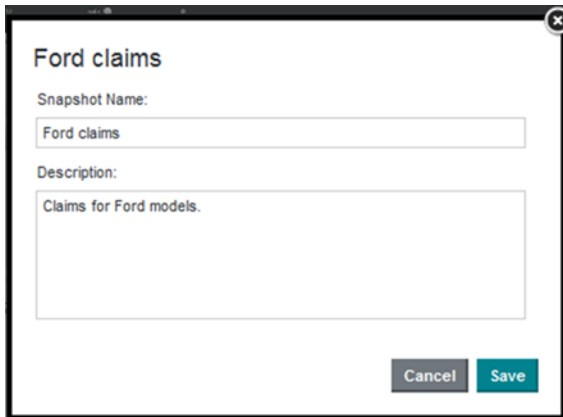 Ford claims
Snapshot Name:
Ford claims
Description:
Claims for Ford models.
Cancel Save